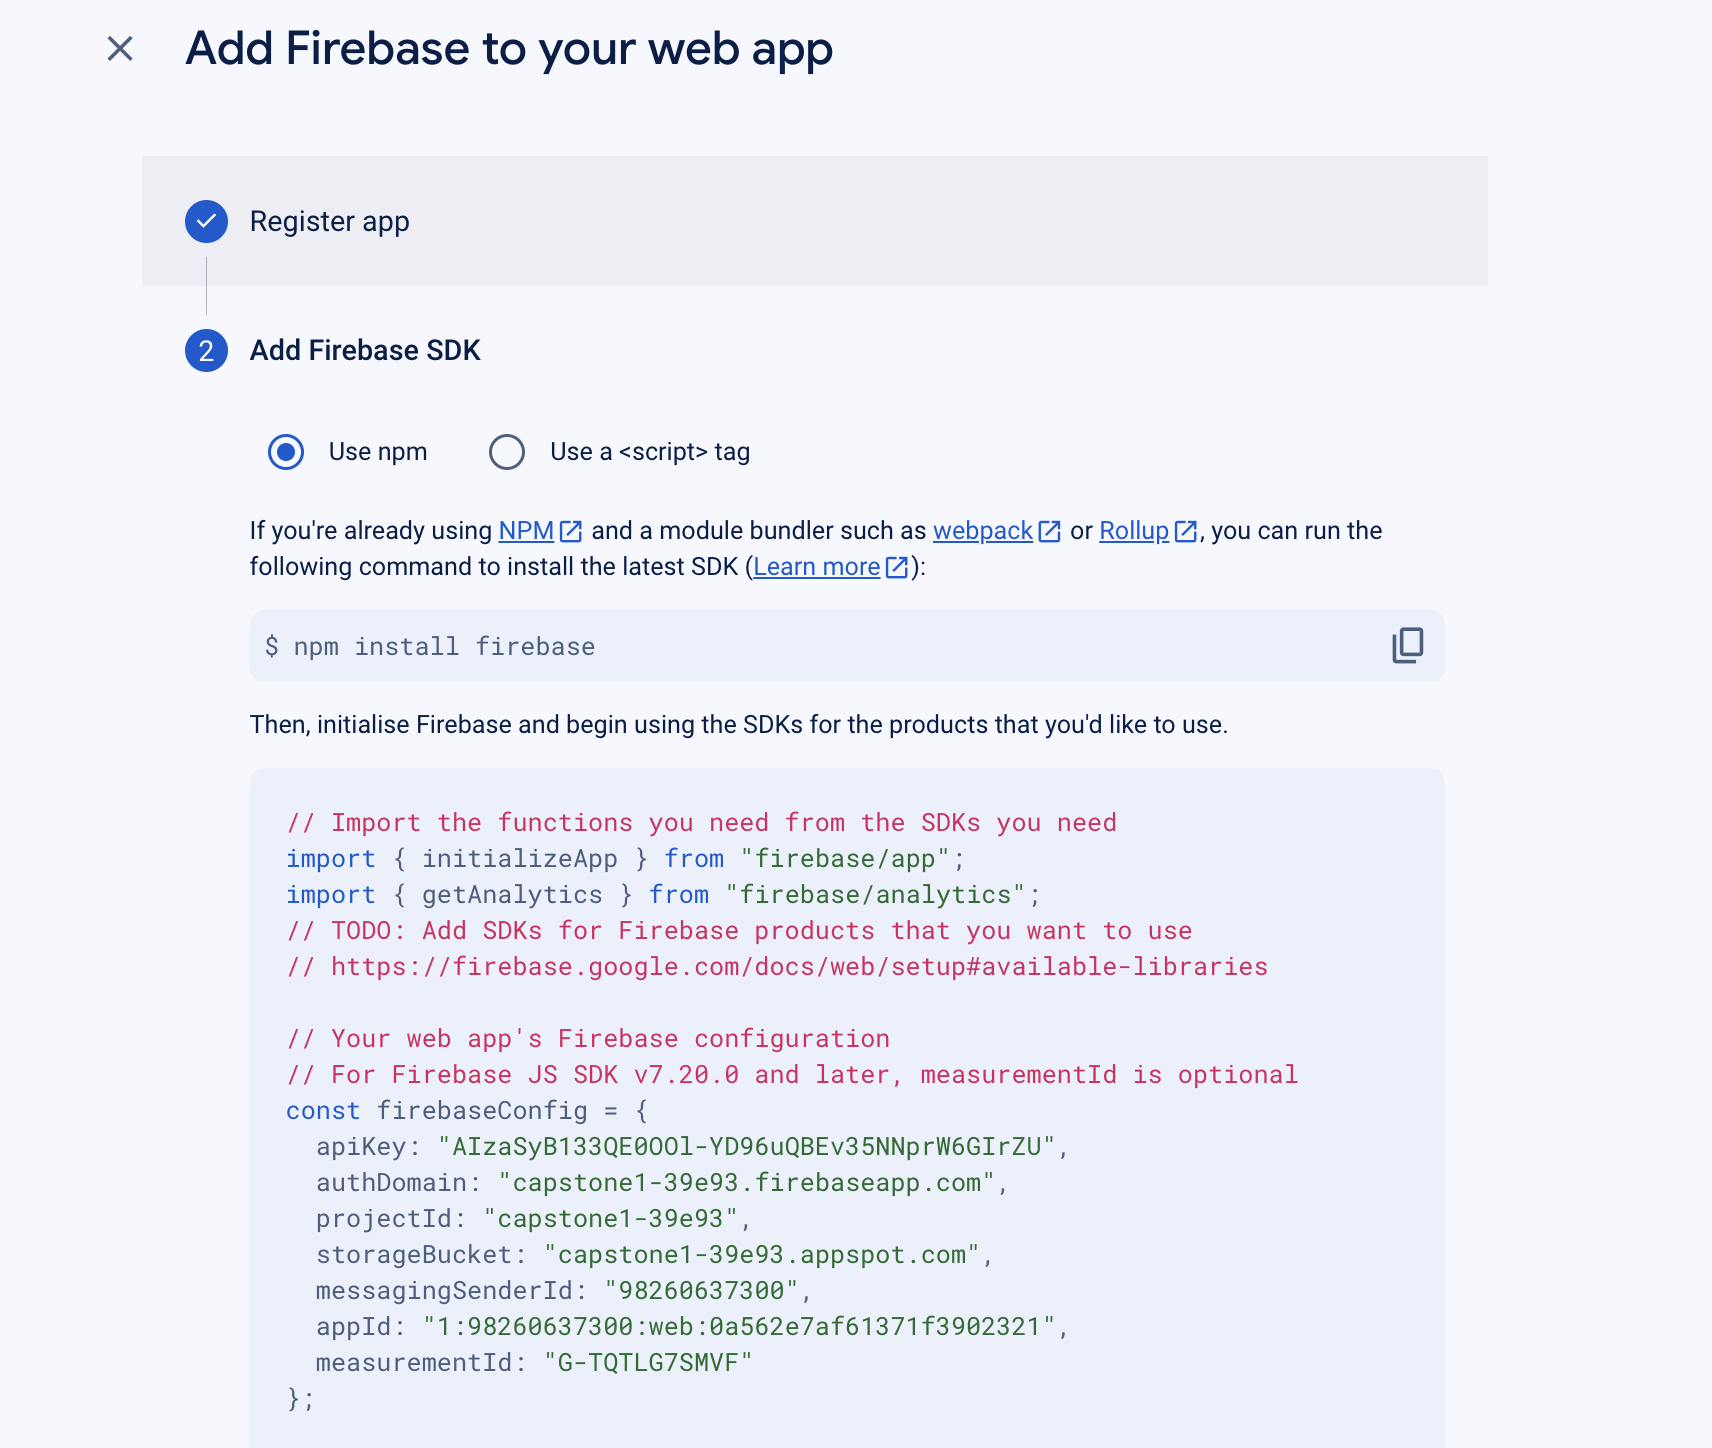 Add Firebase to your web app
Register app
2 Add Firebase SDK
Use npm Use a <script> tag
If you're already using NPM and a module bundler such as webpack or Rollup, you can run the
following command to install the latest SDK (Learn more):
$ npm install firebase
Then, initialise Firebase and begin using the SDKs for the products that you'd like to use.
// Import the functions you need from the SDKs you need
import { initializeApp } from "firebase/app";
import { getAnalytics } from "firebase/analytics";
// TODO: Add SDKs for Firebase products that you want to use
// https://firebase.google.com/docs/web/setup#available-libraries
// Your web app's Firebase configuration
// For Firebase JS SDK v7.20.0 and later, measurementId is optional
const firebaseConfig = {
  apiKey: "AIzaSyB133QE0OOl-YD96uQBEv35NNprW6GIrZU",
  authDomain: "capstone1-39e93.firebaseapp.com",
  projectId: "capstone1-39e93",
  storageBucket: "capstone1-39e93.appspot.com",
  messagingSenderId: "98260637300",
  appId: "1:98260637300:web:0a562e7af61371f3902321",
  measurementId: "G-TQTLG7SMVF"
};